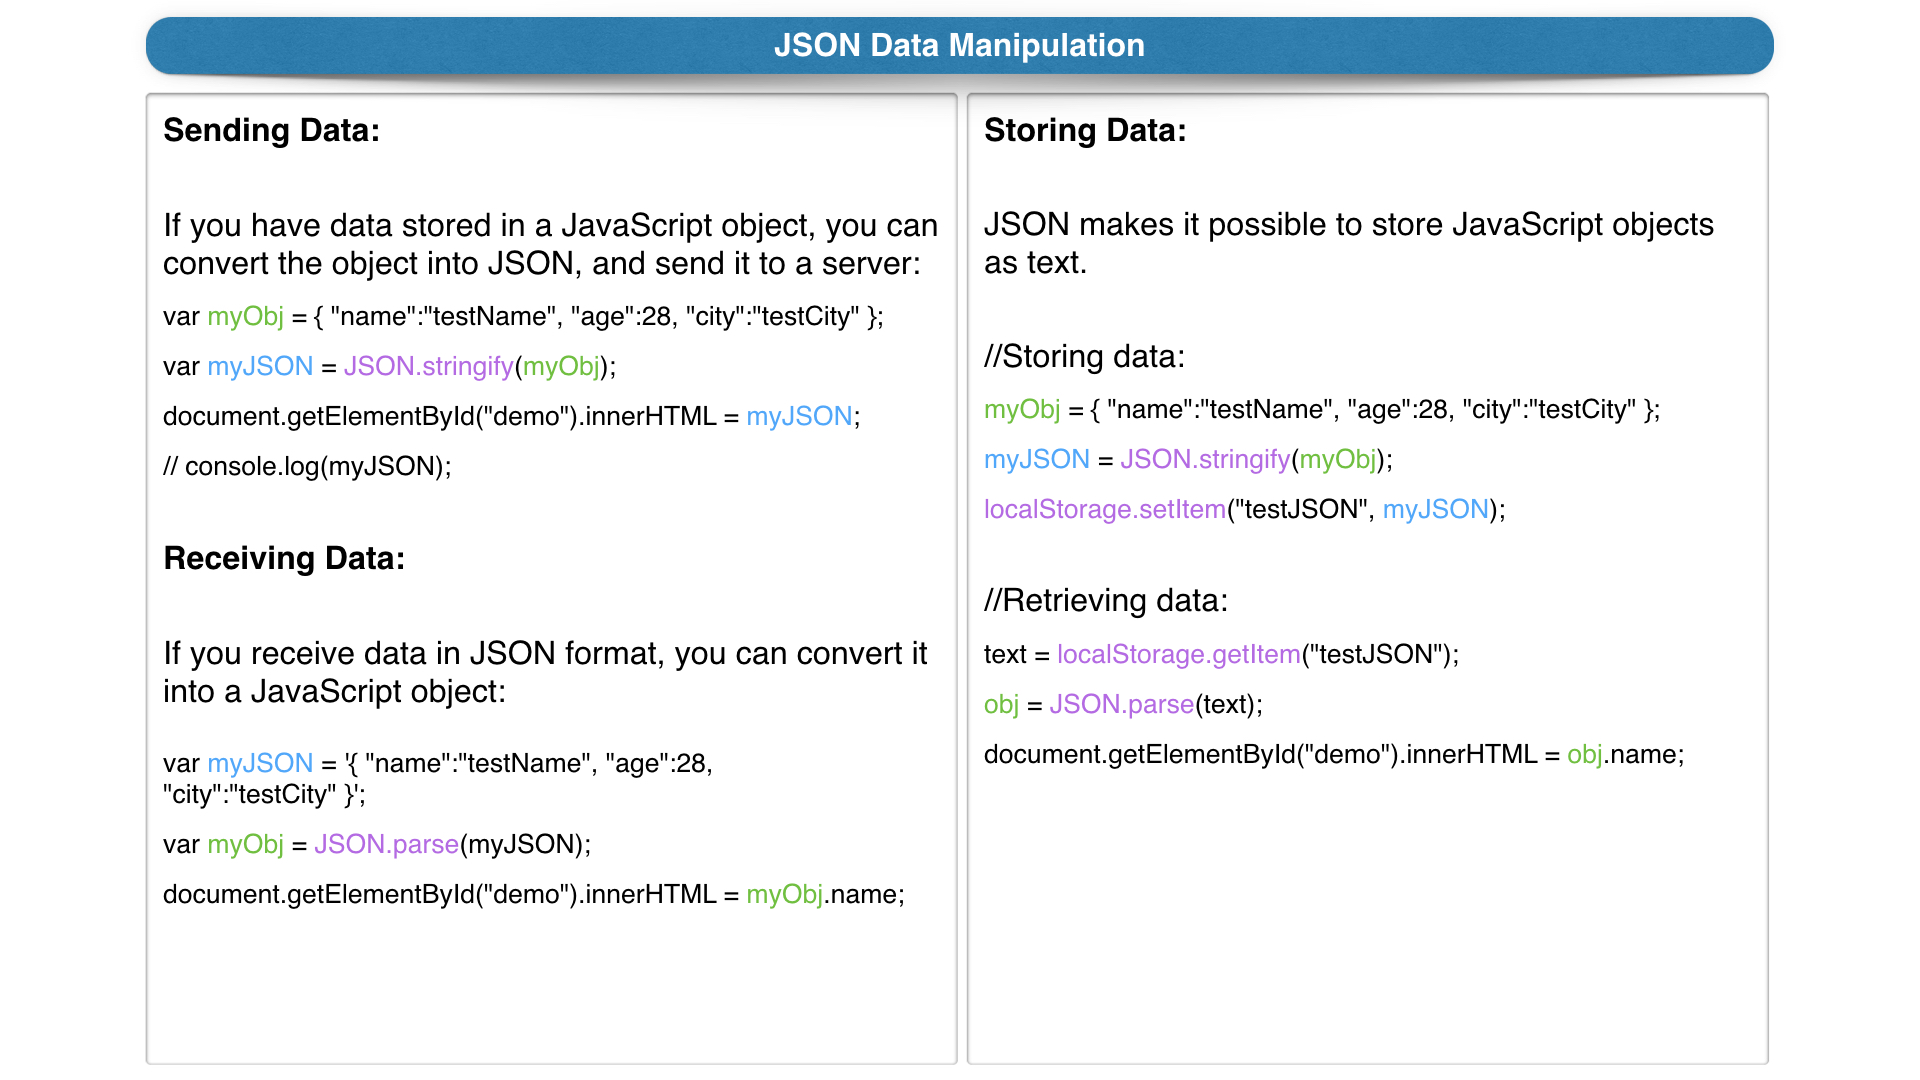 JSON Data Manipulation
Sending Data:
If you have data stored in a JavaScript object, you can
convert the object into JSON, and send it to a server:
var myObj = { "name":"testName", "age":28, "city":"testCity" };
var myJSON = JSON.stringify(myObj);
document.getElementById("demo").innerHTML = myJSON;
// console.log(myJSON);
Receiving Data:
If you receive data in JSON format, you can convert it
into a JavaScript object:
var myJSON = '{ "name":"testName", "age":28,
"city":"testCity" }';
var myObj = JSON.parse(myJSON);
document.getElementById("demo").innerHTML = myObj.name;
Storing Data:
JSON makes it possible to store JavaScript objects
as text.
//Storing data:
myObj = { "name":"testName", "age":28, "city":"testCity" };
myJSON = JSON.stringify(myObj);
localStorage.setItem("testJSON", myJSON);
//Retrieving data:
text = localStorage.getItem("testJSON");
obj = JSON.parse(text);
document.getElementById("demo").innerHTML = obj.name;